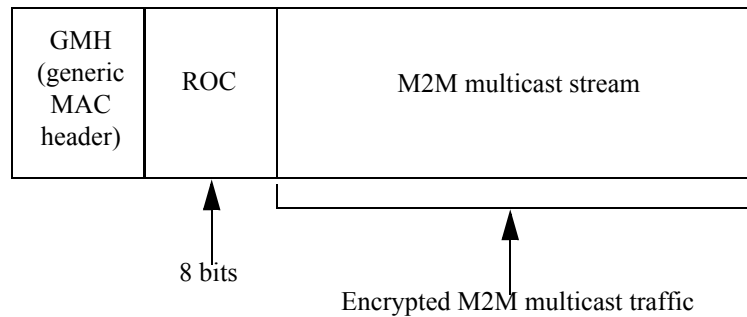 GMH
(generic
MAC
header)
ROC
M2M multicast stream
8 bits
Encrypted M2M multicast traffic